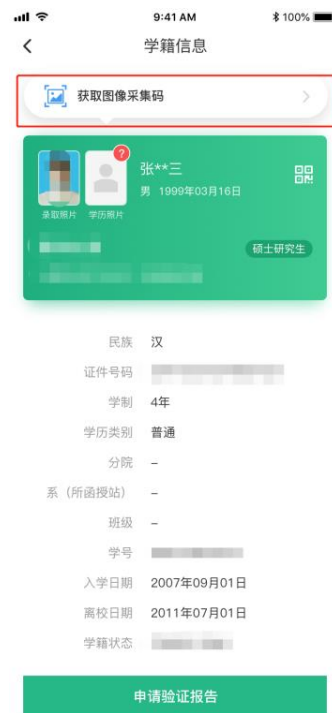 9:41 AM
100%
学籍信息
获取图像采集码
?
张**三
男 1999年03月16日
录取照片 学历照片
硕士研究生
民族 汉
证件号码
学制 4年
学历类别 普通
分院 –
系（所函授站） –
班级 –
学号
入学日期 2007年09月01日
离校日期 2011年07月01日
学籍状态
申请验证报告